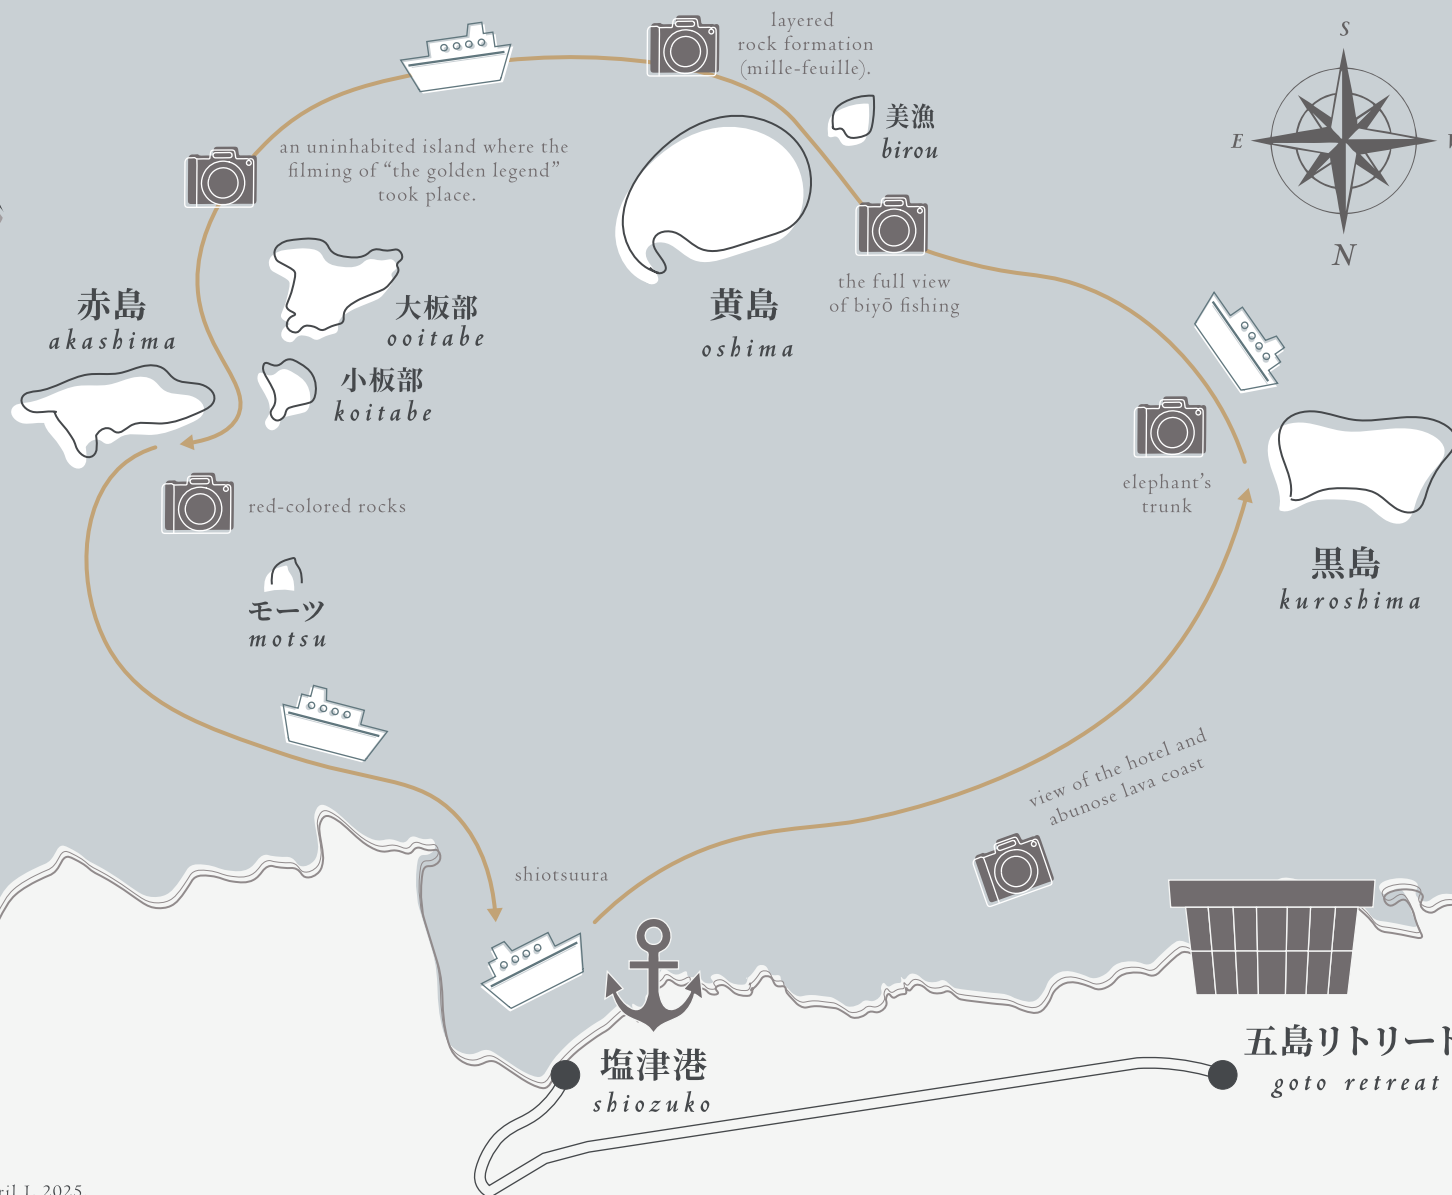 layered
rock formation
(mille-feuille).
S
E
N
美漁
birou
an uninhabited island where the
filming of “the golden legend”
took place.
the full view
of biyō fishing
赤島
akashima
大板部
ooitabe
黄島
oshima
小板部
koitabe
elephant’s
trunk
red-colored rocks
黒島
kuroshima
モーツ
motsu
view of the hotel and
abunose lava coast
shiotsuura
塩津港
shiozuko
五島リトリート
goto retreat
ril 1, 2025